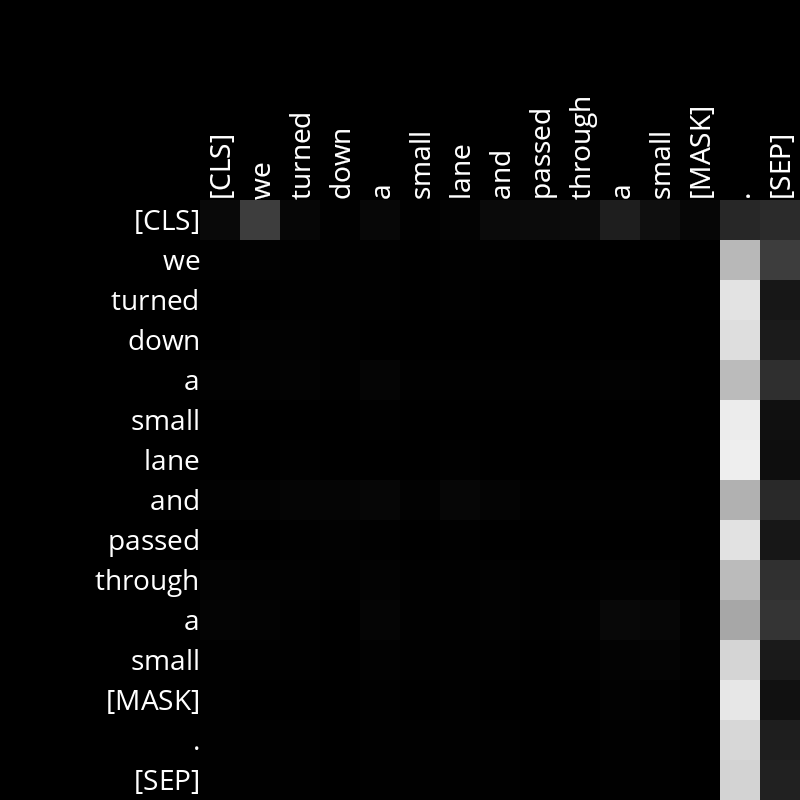 [CLS] we turned down a small lane and passed through a small [MASK] . [SEP]
[CLS]
we
turned
down
a
small
lane
and
passed
through
a
small
[MASK]
.
[SEP]